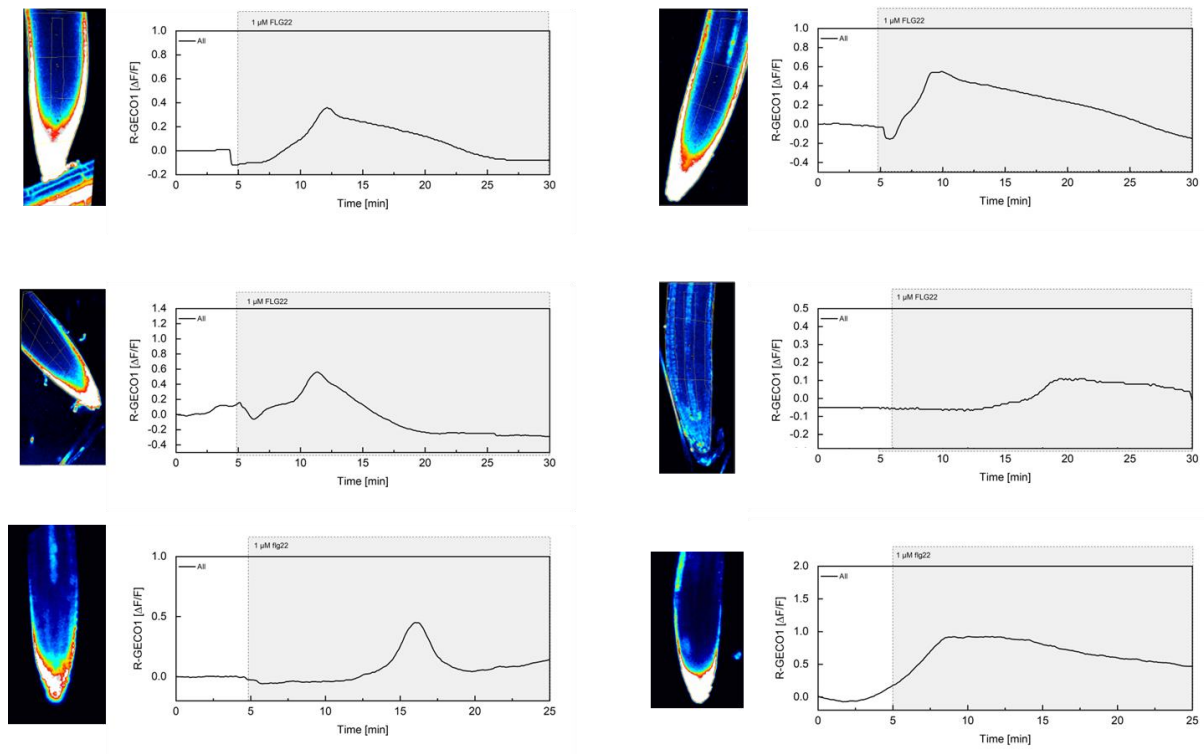 1 µM FLG22
All
R-GECO1 [ΔF/F]
1.0
0.8
0.6
0.4
0.2
0.0
-0.2
0 5 10 15 20 25 30
Time [min]
1 µM FLG22
All
R-GECO1 [ΔF/F]
1.0
0.8
0.6
0.4
0.2
0.0
-0.2
-0.4
0 5 10 15 20 25 30
Time [min]
1 µM FLG22
All
R-GECO1 [ΔF/F]
1.4
1.2
1.0
0.8
0.6
0.4
0.2
0.0
-0.2
-0.4
0 5 10 15 20 25 30
Time [min]
1 µM FLG22
All
R-GECO1 [ΔF/F]
0.5
0.4
0.3
0.2
0.1
-0.1
-0.2
0 5 10 15 20 25 30
Time [min]
1 µM flg22
All
R-GECO1 [ΔF/F]
1.0
0.5
0.0
0 5 10 15 20 25
Time [min]
1 µM flg22
All
R-GECO1 [ΔF/F]
2.0
1.5
1.0
0.5
0.0
0 5 10 15 20 25
Time [min]